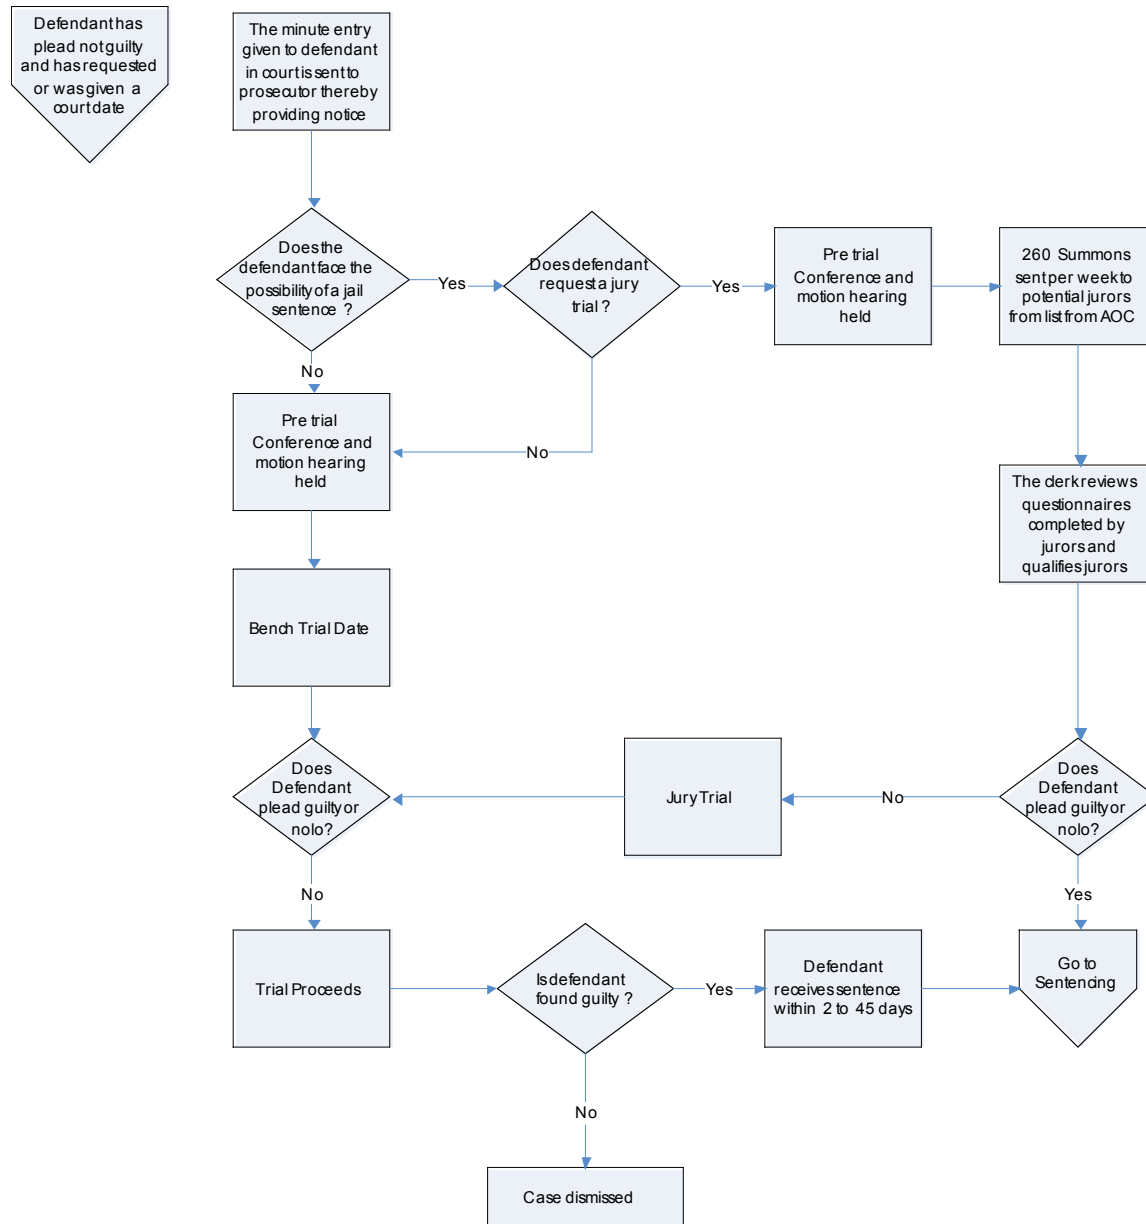 Defendant has
plead not guilty
and has requested
or was given a
court date
The minute entry
given to defendant
in court is sent to
prosecutor thereby
providing notice
Does the
defendant face the
possibility of a jail
sentence ?
Yes
Does defendant
request a jury
trial ?
Yes
Pre trial
Conference and
motion hearing
held
260 Summons
sent per week to
potential jurors
from list from AOC
No
Pre trial
Conference and
motion hearing
held
No
The clerk reviews
questionnaires
completed by
jurors and
qualifies jurors
Bench Trial Date
Does
Defendant
plead guilty or
nolo?
Jury Trial
No
Does
Defendant
plead guilty or
nolo?
No
Yes
Trial Proceeds
Is defendant
found guilty ?
Yes
Defendant
receives sentence
within 2 to 45 days
Go to
Sentencing
No
Case dismissed